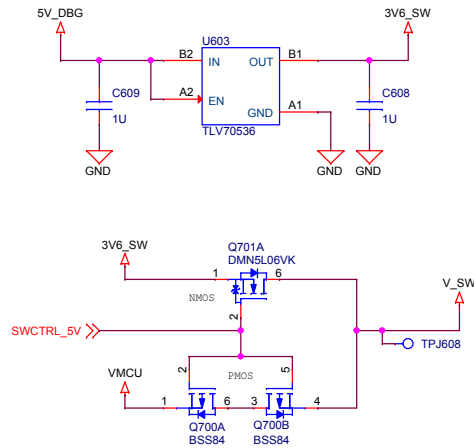 5V_DBG
3V6_SW
U603
B2
IN
OUT
B1
A2
EN
GND
A1
C609
1U
C608
1U
TLV70536
GND
GND
GND
Q701A
DMN5L06VK
3V6_SW
1
6
V_SW
NMOS
2
SWCTRL_5V
TPJ608
2
PMOS
5
VMCU
1
6
3
4
Q700A
BSS84
Q700B
BSS84